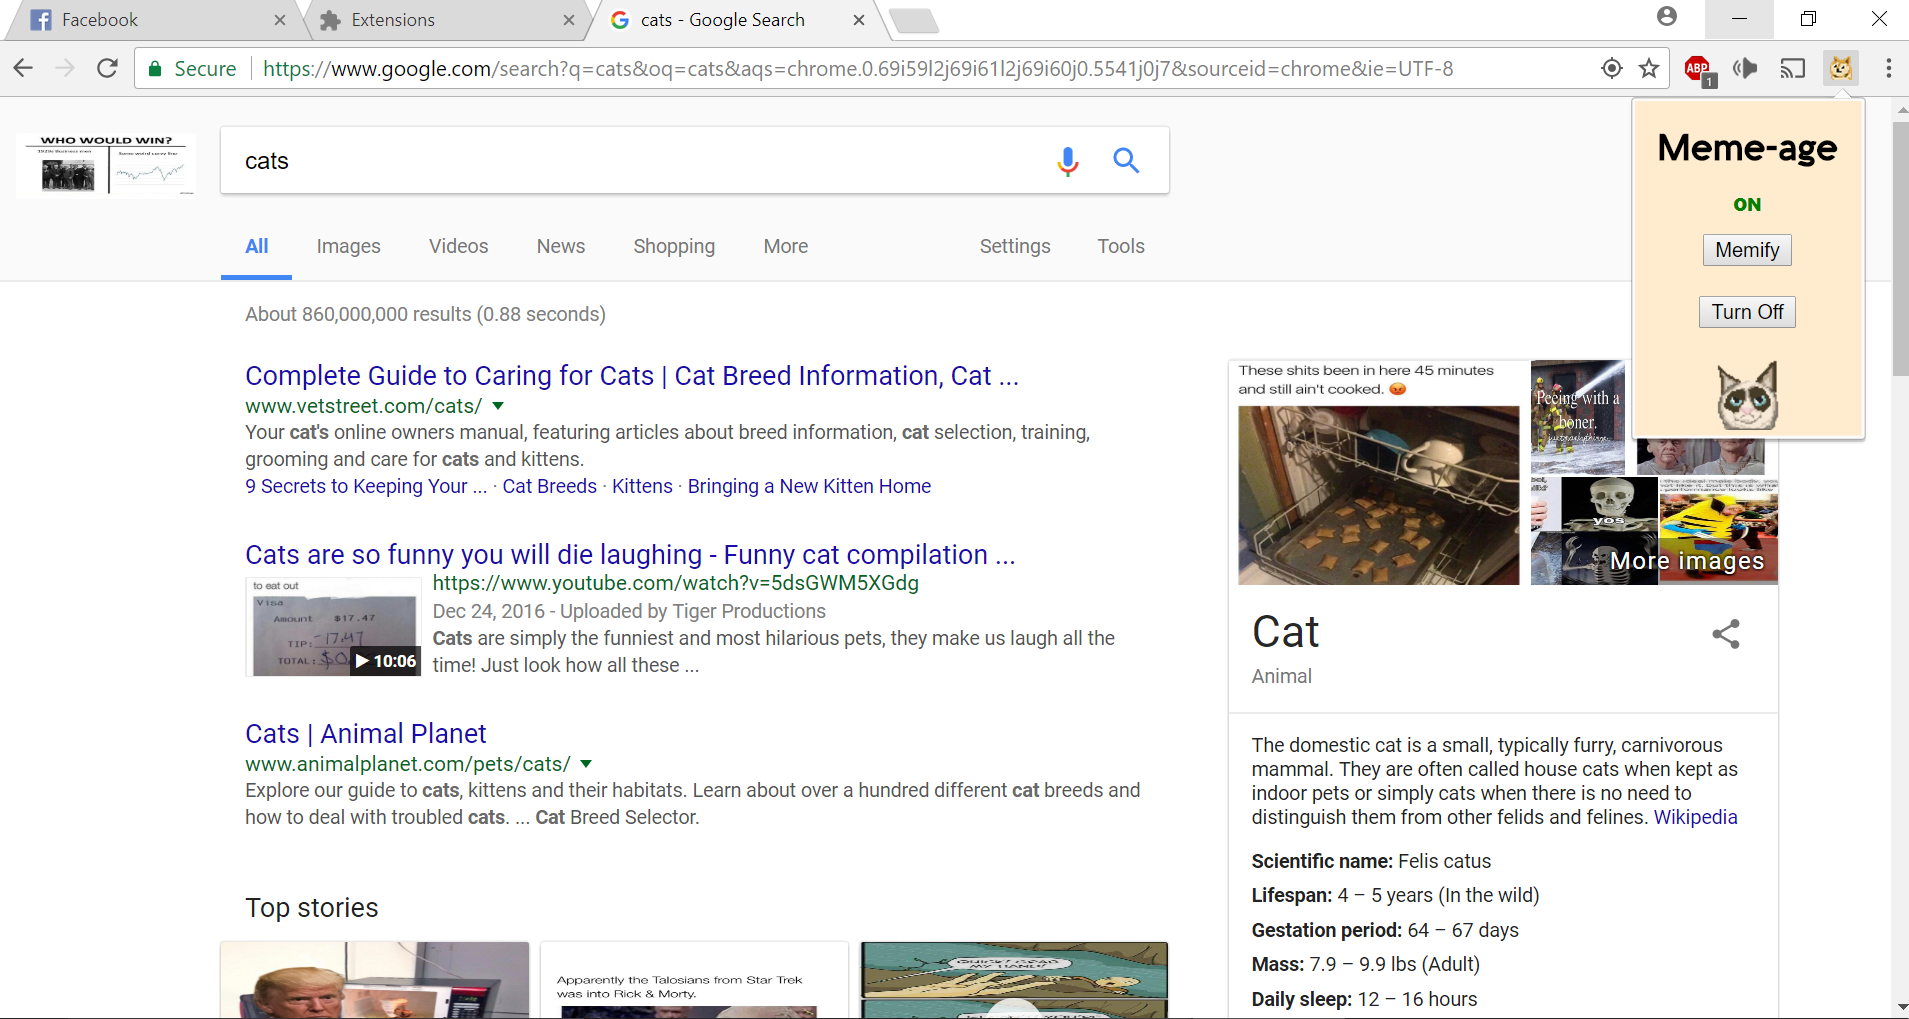 Facebook
Extensions
cats - Google Search
Secure
https://www.google.com/search?q=cats&oq=cats&aqs=chrome.0.69i59l2j69i61l2j69i60j0.5541j0j7&sourceid=chrome&ie=UTF-8
ABP
1
WHO WOULD WIN?
1920s Business men
Some weird curvy line
cats
Meme-age
ON
Memify
Turn Off
All
Images
Videos
News
Shopping
More
Settings
Tools
About 860,000,000 results (0.88 seconds)
Complete Guide to Caring for Cats | Cat Breed Information, Cat ...
www.vetstreet.com/cats/
Your cat's online owners manual, featuring articles about breed information, cat selection, training,
grooming and care for cats and kittens.
9 Secrets to Keeping Your ... · Cat Breeds · Kittens · Bringing a New Kitten Home
Cats are so funny you will die laughing - Funny cat compilation ...
to eat out
Visa
Amount $17.47
TIP: -17.47
TOTAL: $0
10:06
https://www.youtube.com/watch?v=5dsGWM5XGdg
Dec 24, 2016 - Uploaded by Tiger Productions
Cats are simply the funniest and most hilarious pets, they make us laugh all the
time! Just look how all these ...
Cats | Animal Planet
www.animalplanet.com/pets/cats/
Explore our guide to cats, kittens and their habitats. Learn about over a hundred different cat breeds and
how to deal with troubled cats. ... Cat Breed Selector.
Top stories
Apparently the Talosians from Star Trek
was into Rick & Morty.
MY HAND!
These shits been in here 45 minutes
and still ain't cooked.
Peeing with a
boner.
yos
More images
Cat
Animal
The domestic cat is a small, typically furry, carnivorous
mammal. They are often called house cats when kept as
indoor pets or simply cats when there is no need to
distinguish them from other felids and felines. Wikipedia
Scientific name: Felis catus
Lifespan: 4 – 5 years (In the wild)
Gestation period: 64 – 67 days
Mass: 7.9 – 9.9 lbs (Adult)
Daily sleep: 12 – 16 hours